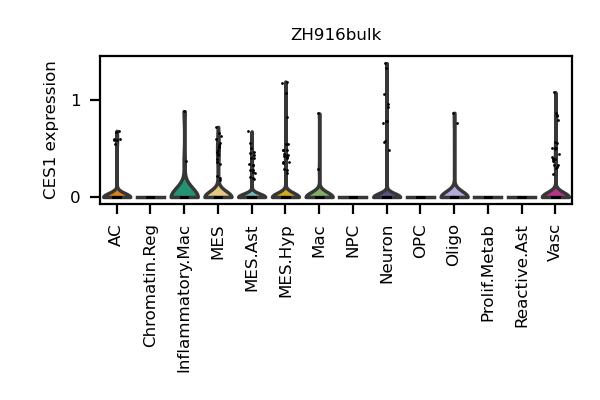 ZH916bulk
CES1 expression
1
0
AC
Chromatin.Reg
Inflammatory.Mac
MES
MES.Ast
MES.Hyp
Mac
NPC
Neuron
OPC
Oligo
Prolif.Metab
Reactive.Ast
Vasc